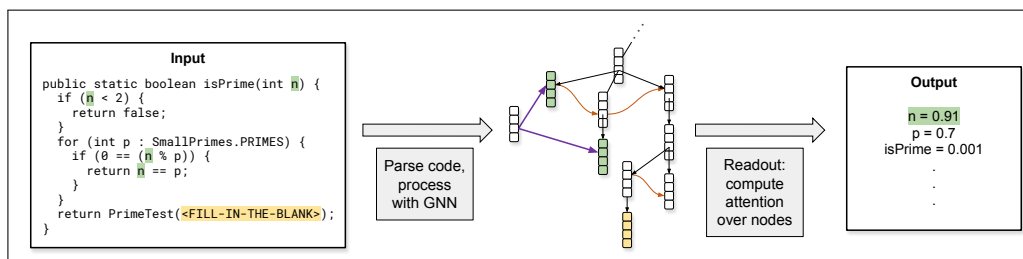 Input
public static boolean isPrime(int n) {
  if (n < 2) {
    return false;
  }
  for (int p : SmallPrimes.PRIMES) {
    if (0 == (n % p)) {
      return n == p;
    }
  }
  return PrimeTest(<FILL-IN-THE-BLANK>);
}
Parse code,
process
with GNN
Readout:
compute
attention
over nodes
Output
n = 0.91
p = 0.7
isPrime = 0.001
.
.
.